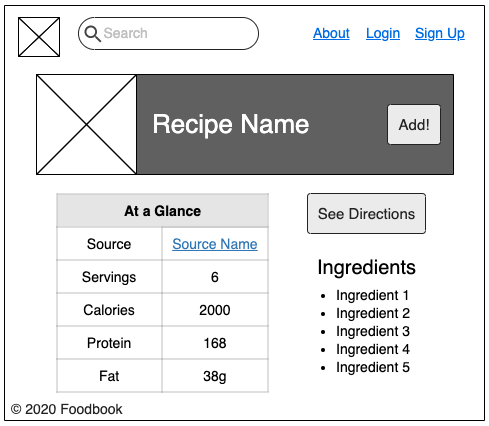 Search
About Login Sign Up
Recipe Name
Add!
At a Glance
Source Source Name
Servings 6
Calories 2000
Protein 168
Fat 38g
See Directions
Ingredients
• Ingredient 1
• Ingredient 2
• Ingredient 3
• Ingredient 4
• Ingredient 5
© 2020 Foodbook